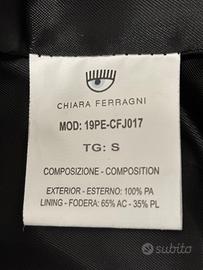 CHIARA FERRAGNI
MOD: 19PE-CFJ017
TG: S
COMPOSIZIONE - COMPOSITION
EXTERIOR - ESTERNO: 100% PA
LINING - FODERA: 65% AC - 35% PL
subito